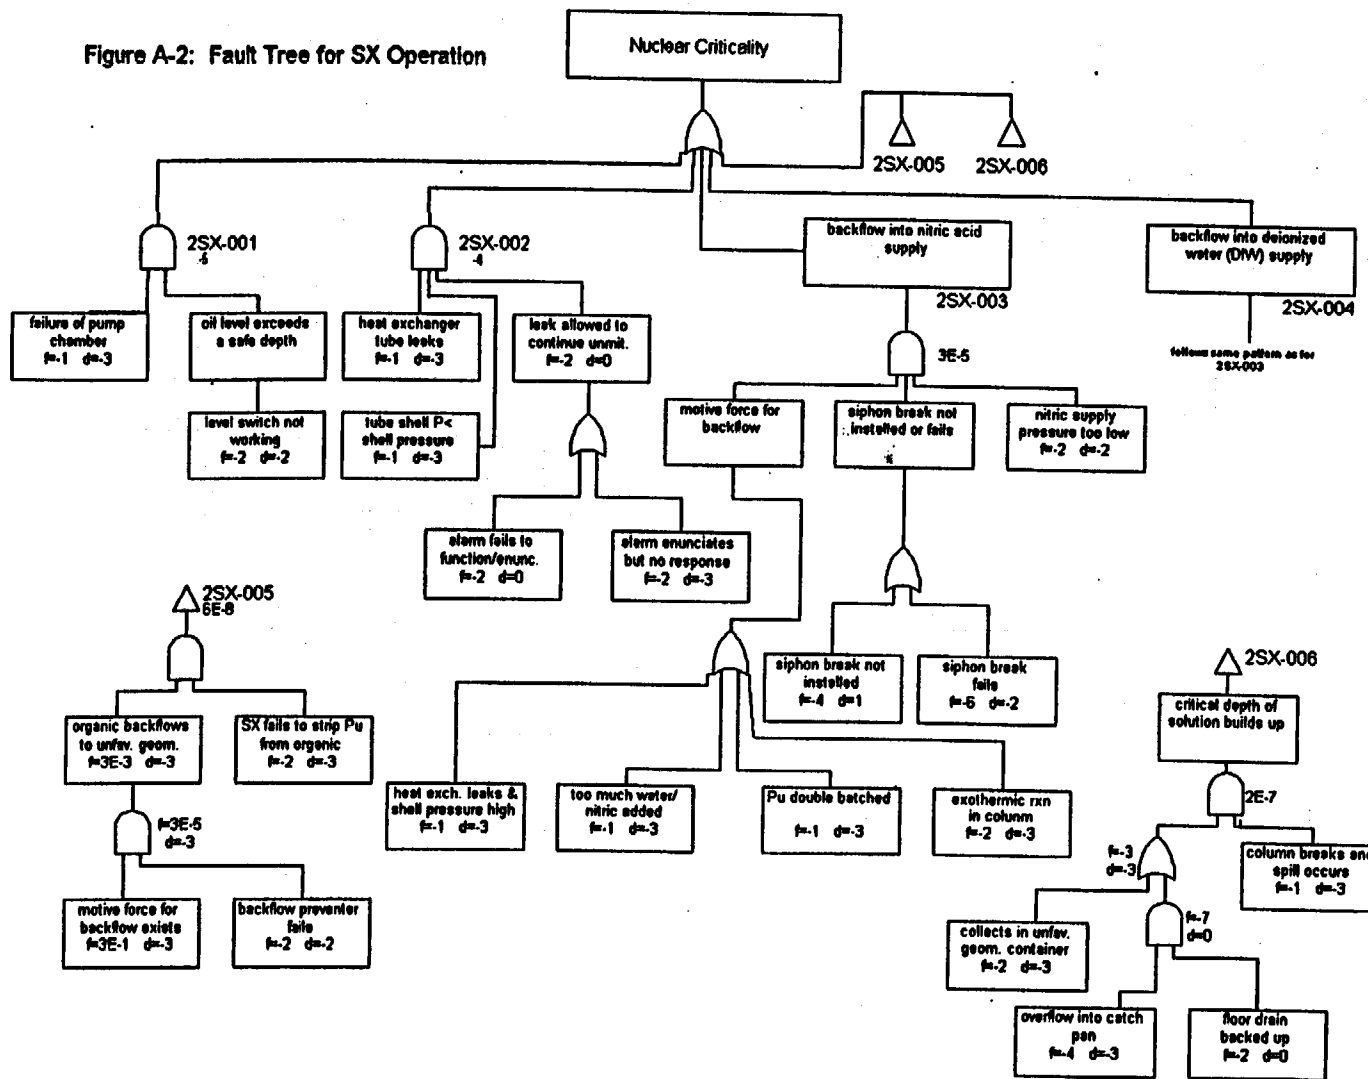 Figure A-2: Fault Tree for SX Operation
Nuclear Criticality
2SX-005
2SX-006
2SX-001
-5
2SX-002
-4
backflow into nitric acid
supply
2SX-003
backflow into deionized
water (DIW) supply
2SX-004
failure of pump
chamber
f=-1 d=-3
oil level exceeds
a safe depth
heat exchanger
tube leaks
f=-1 d=-3
leak allowed to
continue unmit.
f=-2 d=0
3E-5
follows same pattern as for
2SX-003
level switch not
working
f=-2 d=-2
tube shell P<
shell pressure
f=-1 d=-3
motive force for
backflow
siphon break not
installed or fails
nitric supply
pressure too low
f=-2 d=-2
alarm fails to
function/enunc.
f=-2 d=0
alarm enunciates
but no response
f=-2 d=-3
2SX-005
6E-8
siphon break not
installed
f=-4 d=1
siphon break
fails
f=-6 d=-2
2SX-006
critical depth of
solution builds up
organic backflows
to unfav. geom.
f=3E-3 d=-3
SX fails to strip Pu
from organic
f=-2 d=-3
heat exch. leaks &
shell pressure high
f=-1 d=-3
too much water/
nitric added
f=-1 d=-3
Pu double batched
f=-1 d=-3
exothermic rxn
in column
f=-2 d=-3
2E-7
f=3E-5
d=-3
f=-3
d=-3
column breaks and
spill occurs
f=-1 d=-3
motive force for
backflow exists
f=3E-1 d=-3
backflow preventer
fails
f=-2 d=-2
collects in unfav.
geom. container
f=-2 d=-3
f=-7
d=0
overflow into catch
pan
f=-4 d=-3
floor drain
backed up
f=-2 d=0